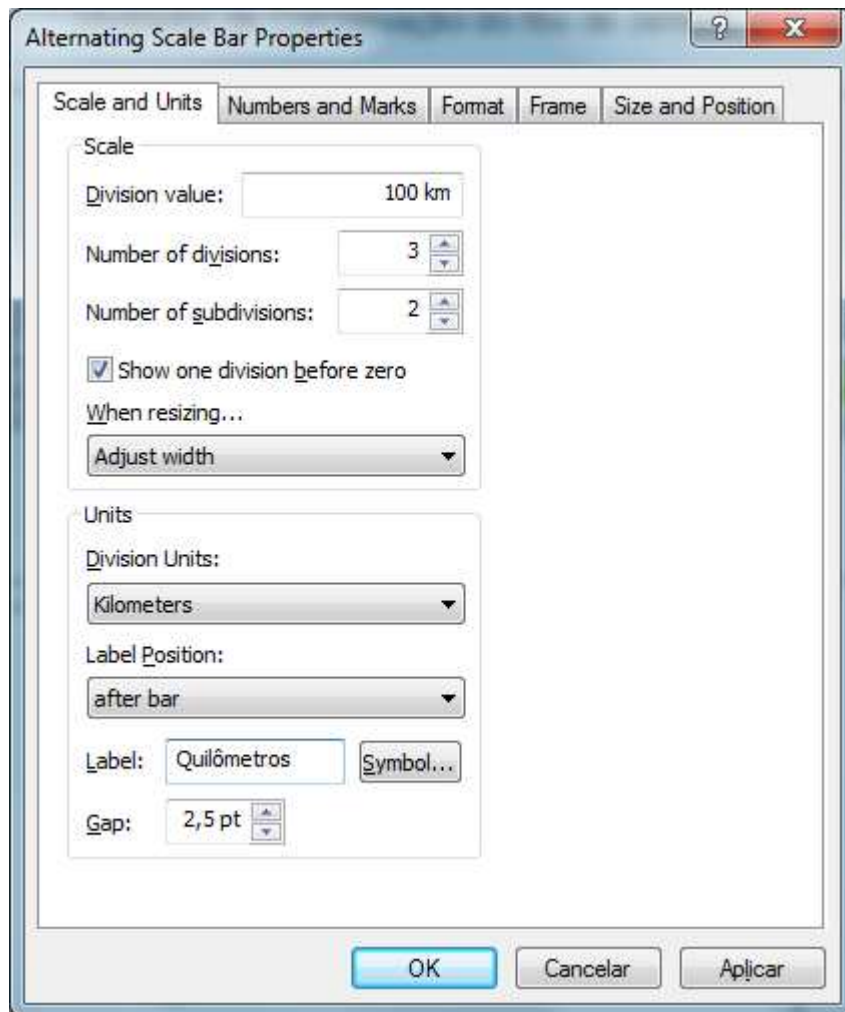 Alternating Scale Bar Properties
Scale and Units Numbers and Marks Format Frame Size and Position
Scale
Division value: 100 km
Number of divisions: 3
Number of subdivisions: 2
Show one division before zero
When resizing...
Adjust width
Units
Division Units:
Kilometers
Label Position:
after bar
Label: Quilômetros Symbol...
Gap: 2,5 pt
OK Cancelar Aplicar